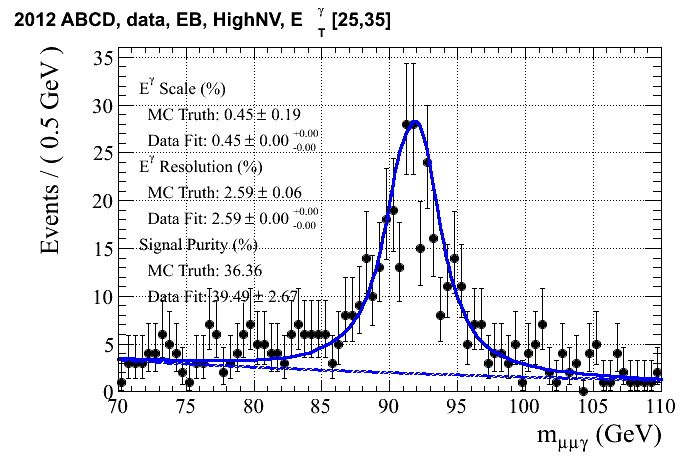 2012 ABCD, data, EB, HighNV, E γ T [25,35]
Events / ( 0.5 GeV )
35
30
25
20
15
10
5
0
Eγ Scale (%)
MC Truth: 0.45 ± 0.19
Data Fit: 0.45 ± 0.00 +0.00 -0.00
Eγ Resolution (%)
MC Truth: 2.59 ± 0.06
Data Fit: 2.59 ± 0.00 +0.00 -0.00
Signal Purity (%)
MC Truth: 36.36
Data Fit: 39.49 ± 2.67
70 75 80 85 90 95 100 105 110
mμμγ (GeV)